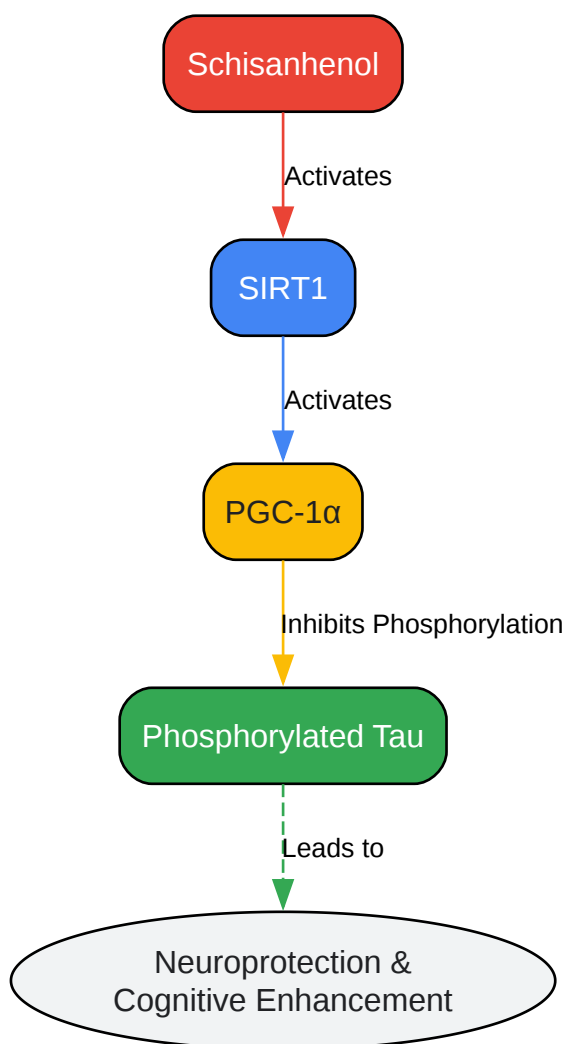 Schisanhenol
Activates
SIRT1
Activates
PGC-1α
Inhibits Phosphorylation
Phosphorylated Tau
Leads to
Neuroprotection &
Cognitive Enhancement